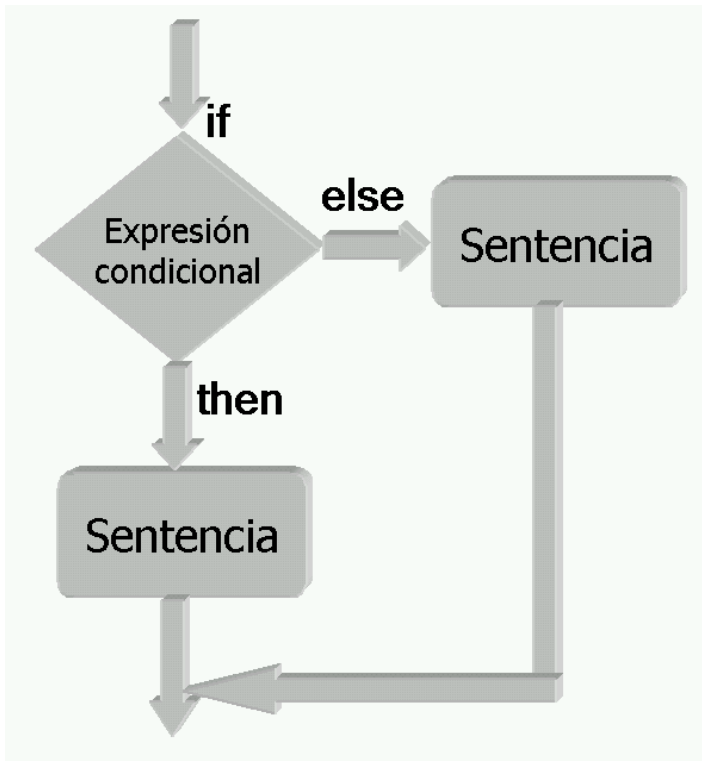 if
Expresión
condicional
else
Sentencia
then
Sentencia